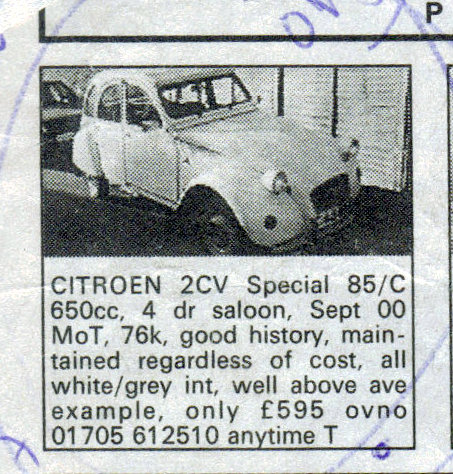 P
OVNO
CITROEN 2CV Special 85/C
650cc, 4 dr saloon, Sept 00
MoT, 76k, good history, main-
tained regardless of cost, all
white/grey int, well above ave
example, only £595 ovno
01705 612510 anytime T